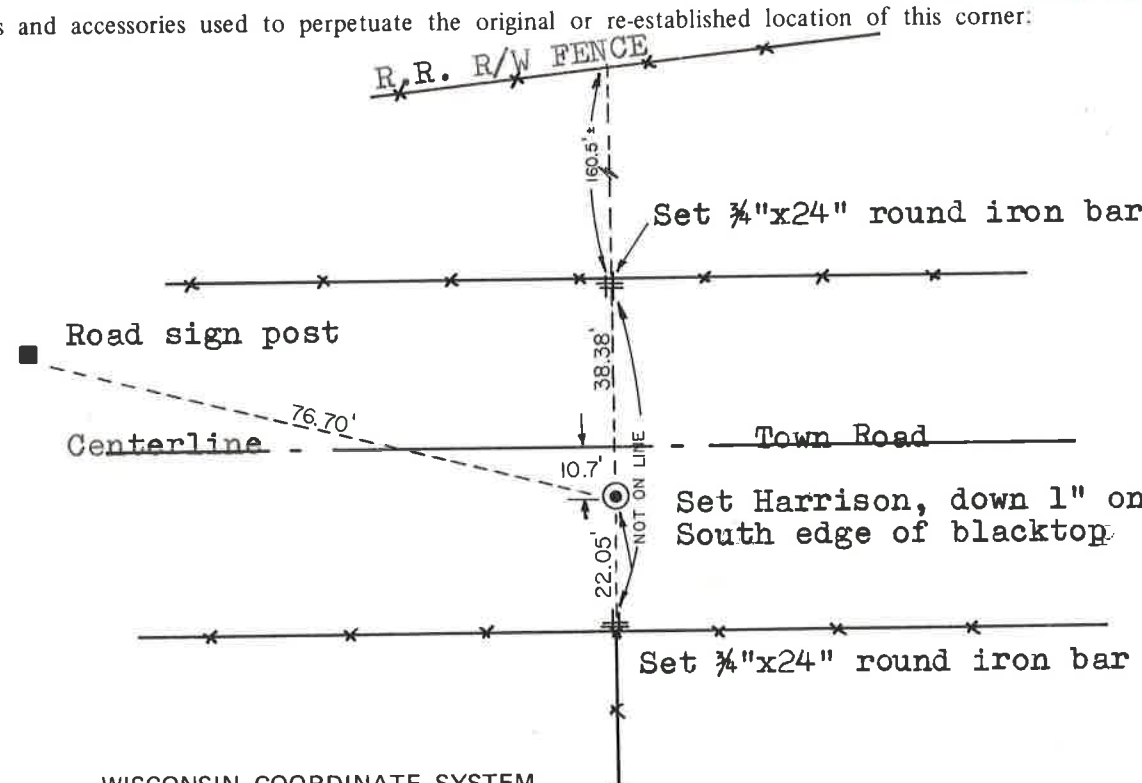 s and accessories used to perpetuate the original or re-established location of this corner:
R.R. R/W FENCE
160.5'±
Set ¾"x24" round iron bar
Road sign post
38.38'
76.70'
Centerline
Town Road
10.7'
NOT ON LINE
Set Harrison, down 1" on
South edge of blacktop
22.05'
Set ¾"x24" round iron bar
WISCONSIN COORDINATE SYSTEM